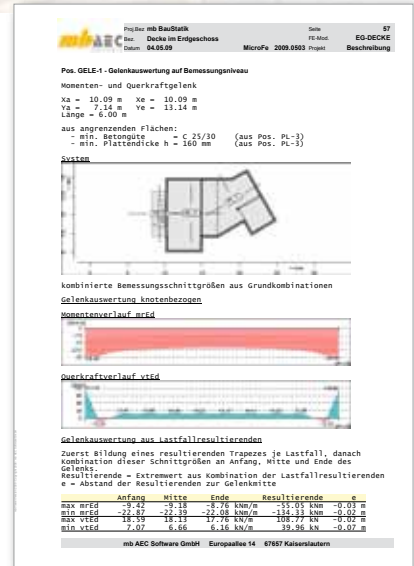 mb AEC
Proj.Bez mb BauStatik Seite 57
Bez. Decke im Erdgeschoss FE-Mod. EG-DECKE
Datum 04.05.09 MicroFe 2009.0503 Projekt Beschreibung
Pos. GELE-1 - Gelenkauswertung auf Bemessungsniveau
Momenten- und Querkraftgelenk
Xa = 10.09 m Xe = 10.09 m
Ya = 7.14 m Ye = 13.14 m
Länge = 6.00 m
aus angrenzenden Flächen:
- min. Betongüte = C 25/30 (aus Pos. PL-3)
- min. Plattendicke h = 160 mm (aus Pos. PL-3)
System
kombinierte Bemessungsschnittgrößen aus Grundkombinationen
Gelenkauswertung knotenbezogen
Momentenverlauf mrEd
Querkraftverlauf vtEd
Gelenkauswertung aus Lastfallresultierenden
Zuerst Bildung eines resultierenden Trapezes je Lastfall, danach
Kombination dieser Schnittgrößen an Anfang, Mitte und Ende des
Gelenks.
Resultierende = Extremwert aus Kombination der Lastfallresultierenden
e = Abstand der Resultierenden zur Gelenkmitte
Anfang Mitte Ende Resultierende e
max mrEd -9.42 -9.18 -8.76 kNm/m -55.05 kNm -0.03 m
min mrEd -22.87 -22.39 -22.08 kNm/m -134.33 kNm -0.02 m
max vtEd 18.59 18.13 17.76 kN/m 108.77 kN -0.02 m
min vtEd 7.07 6.66 6.16 kN/m 39.96 kN -0.07 m
mb AEC Software GmbH Europaallee 14 67657 Kaiserslautern